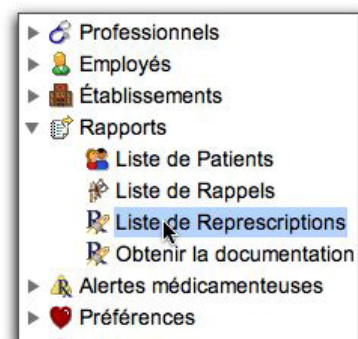 Professionnels
Employés
Établissements
Rapports
Liste de Patients
Liste de Rappels
Liste de Represcriptions
Obtenir la documentation
Alertes médicamenteuses
Préférences